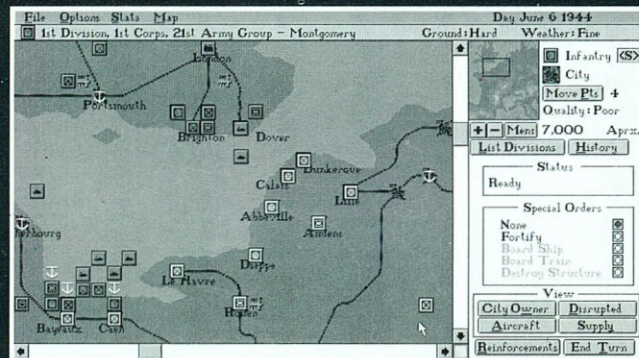 File Options Stats Map Day June 6 1944
1st Division, 1st Corps, 21st Army Group - Montgomery Ground: Hard Weather: Fine
London
Portsmouth
Brighton
Dover
Dunkerque
Calais
Lille
Abbeville
Amiens
Dieppe
Le Havre
Rouen
Bayeaux
Caen
Infantry <S>
City
Move Pts 4
Quality: Poor
+ - Men: 7.000 Aprx.
List Divisions History
Status
Ready
Special Orders
None
Fortify
Board Ship
Board Train
Destroy Structure
View
City Owner Disrupted
Aircraft Supply
Reinforcements End Turn